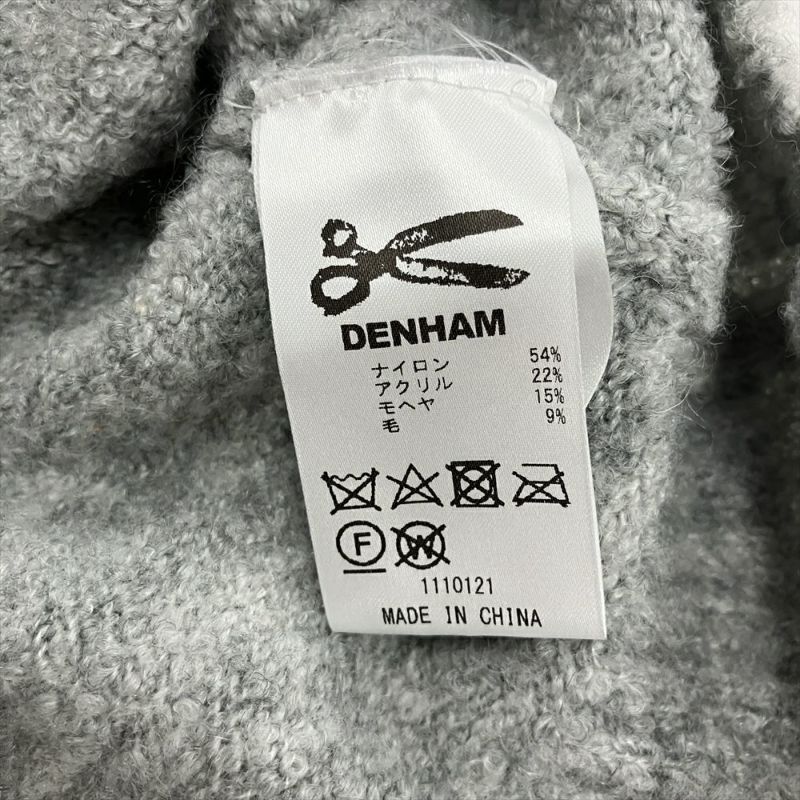 DENHAM
ナイロン 54%
アクリル 22%
モヘヤ 15%
毛 9%
F W
1110121
MADE IN CHINA